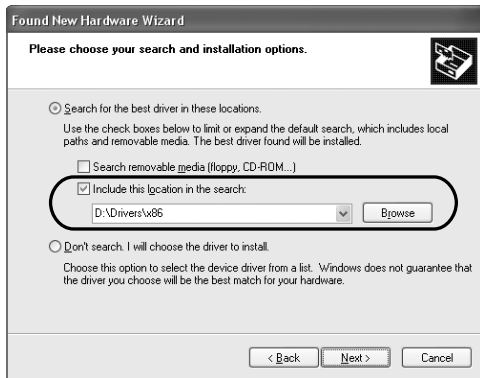 Found New Hardware Wizard
Please choose your search and installation options.
Search for the best driver in these locations.
Use the check boxes below to limit or expand the default search, which includes local
paths and removable media. The best driver found will be installed.
Search removable media (floppy, CD-ROM...)
Include this location in the search:
D:\Drivers\x86
Browse
Don't search. I will choose the driver to install.
Choose this option to select the device driver from a list. Windows does not guarantee that
the driver you choose will be the best match for your hardware.
< Back
Next >
Cancel